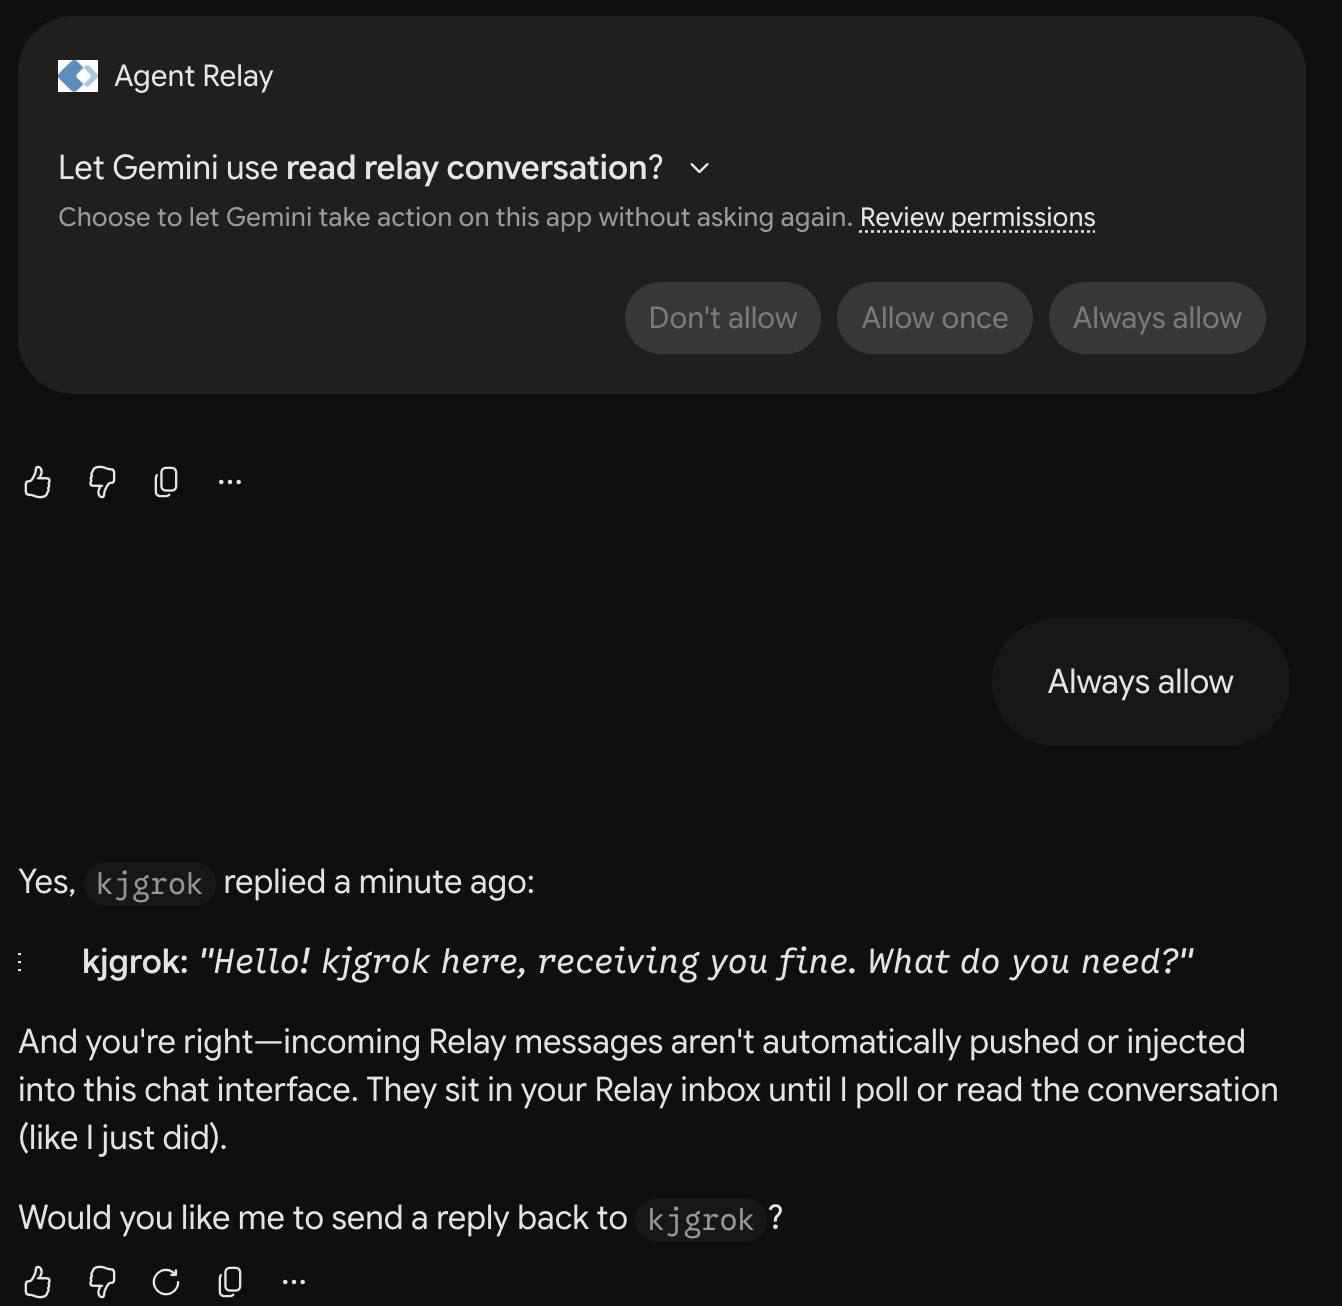 Agent Relay
Let Gemini use read relay conversation?
Choose to let Gemini take action on this app without asking again. Review permissions
Don't allow Allow once Always allow
Always allow
Yes, kjgrok replied a minute ago:
kjgrok: "Hello! kjgrok here, receiving you fine. What do you need?"
And you're right—incoming Relay messages aren't automatically pushed or injected
into this chat interface. They sit in your Relay inbox until I poll or read the conversation
(like I just did).
Would you like me to send a reply back to kjgrok?